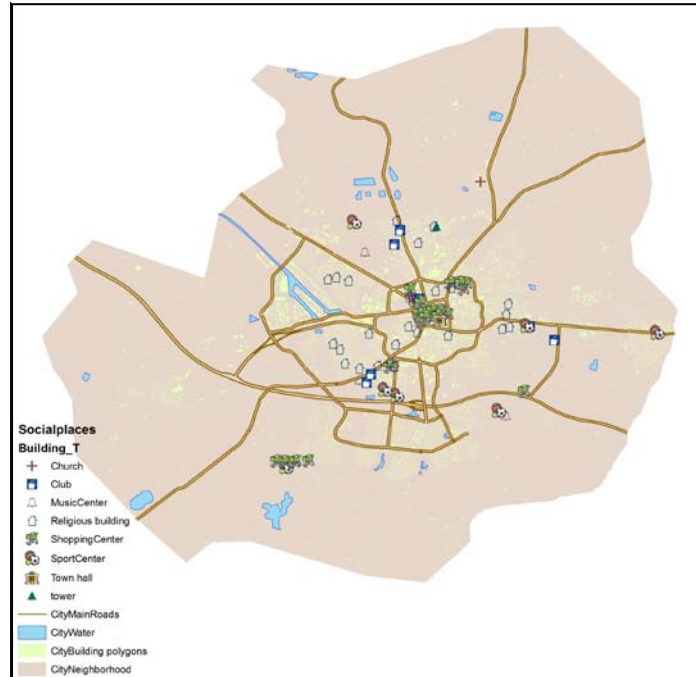 Socialplaces
Building_T
Church
Club
MusicCenter
Religious building
ShoppingCenter
SportCenter
Town hall
tower
CityMainRoads
CityWater
CityBuilding polygons
CityNeighborhood